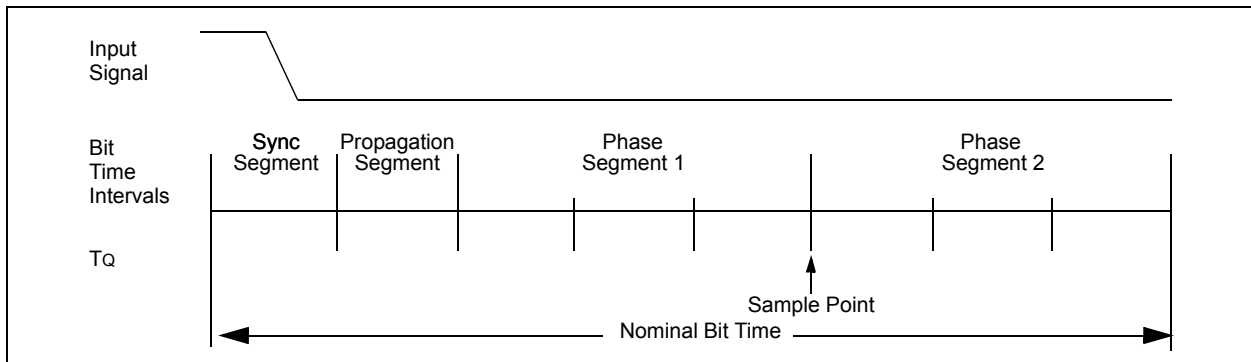 Input
Signal
Bit
Time
Intervals
Sync
Segment
Propagation
Segment
Phase
Segment 1
Phase
Segment 2
TQ
Sample Point
Nominal Bit Time